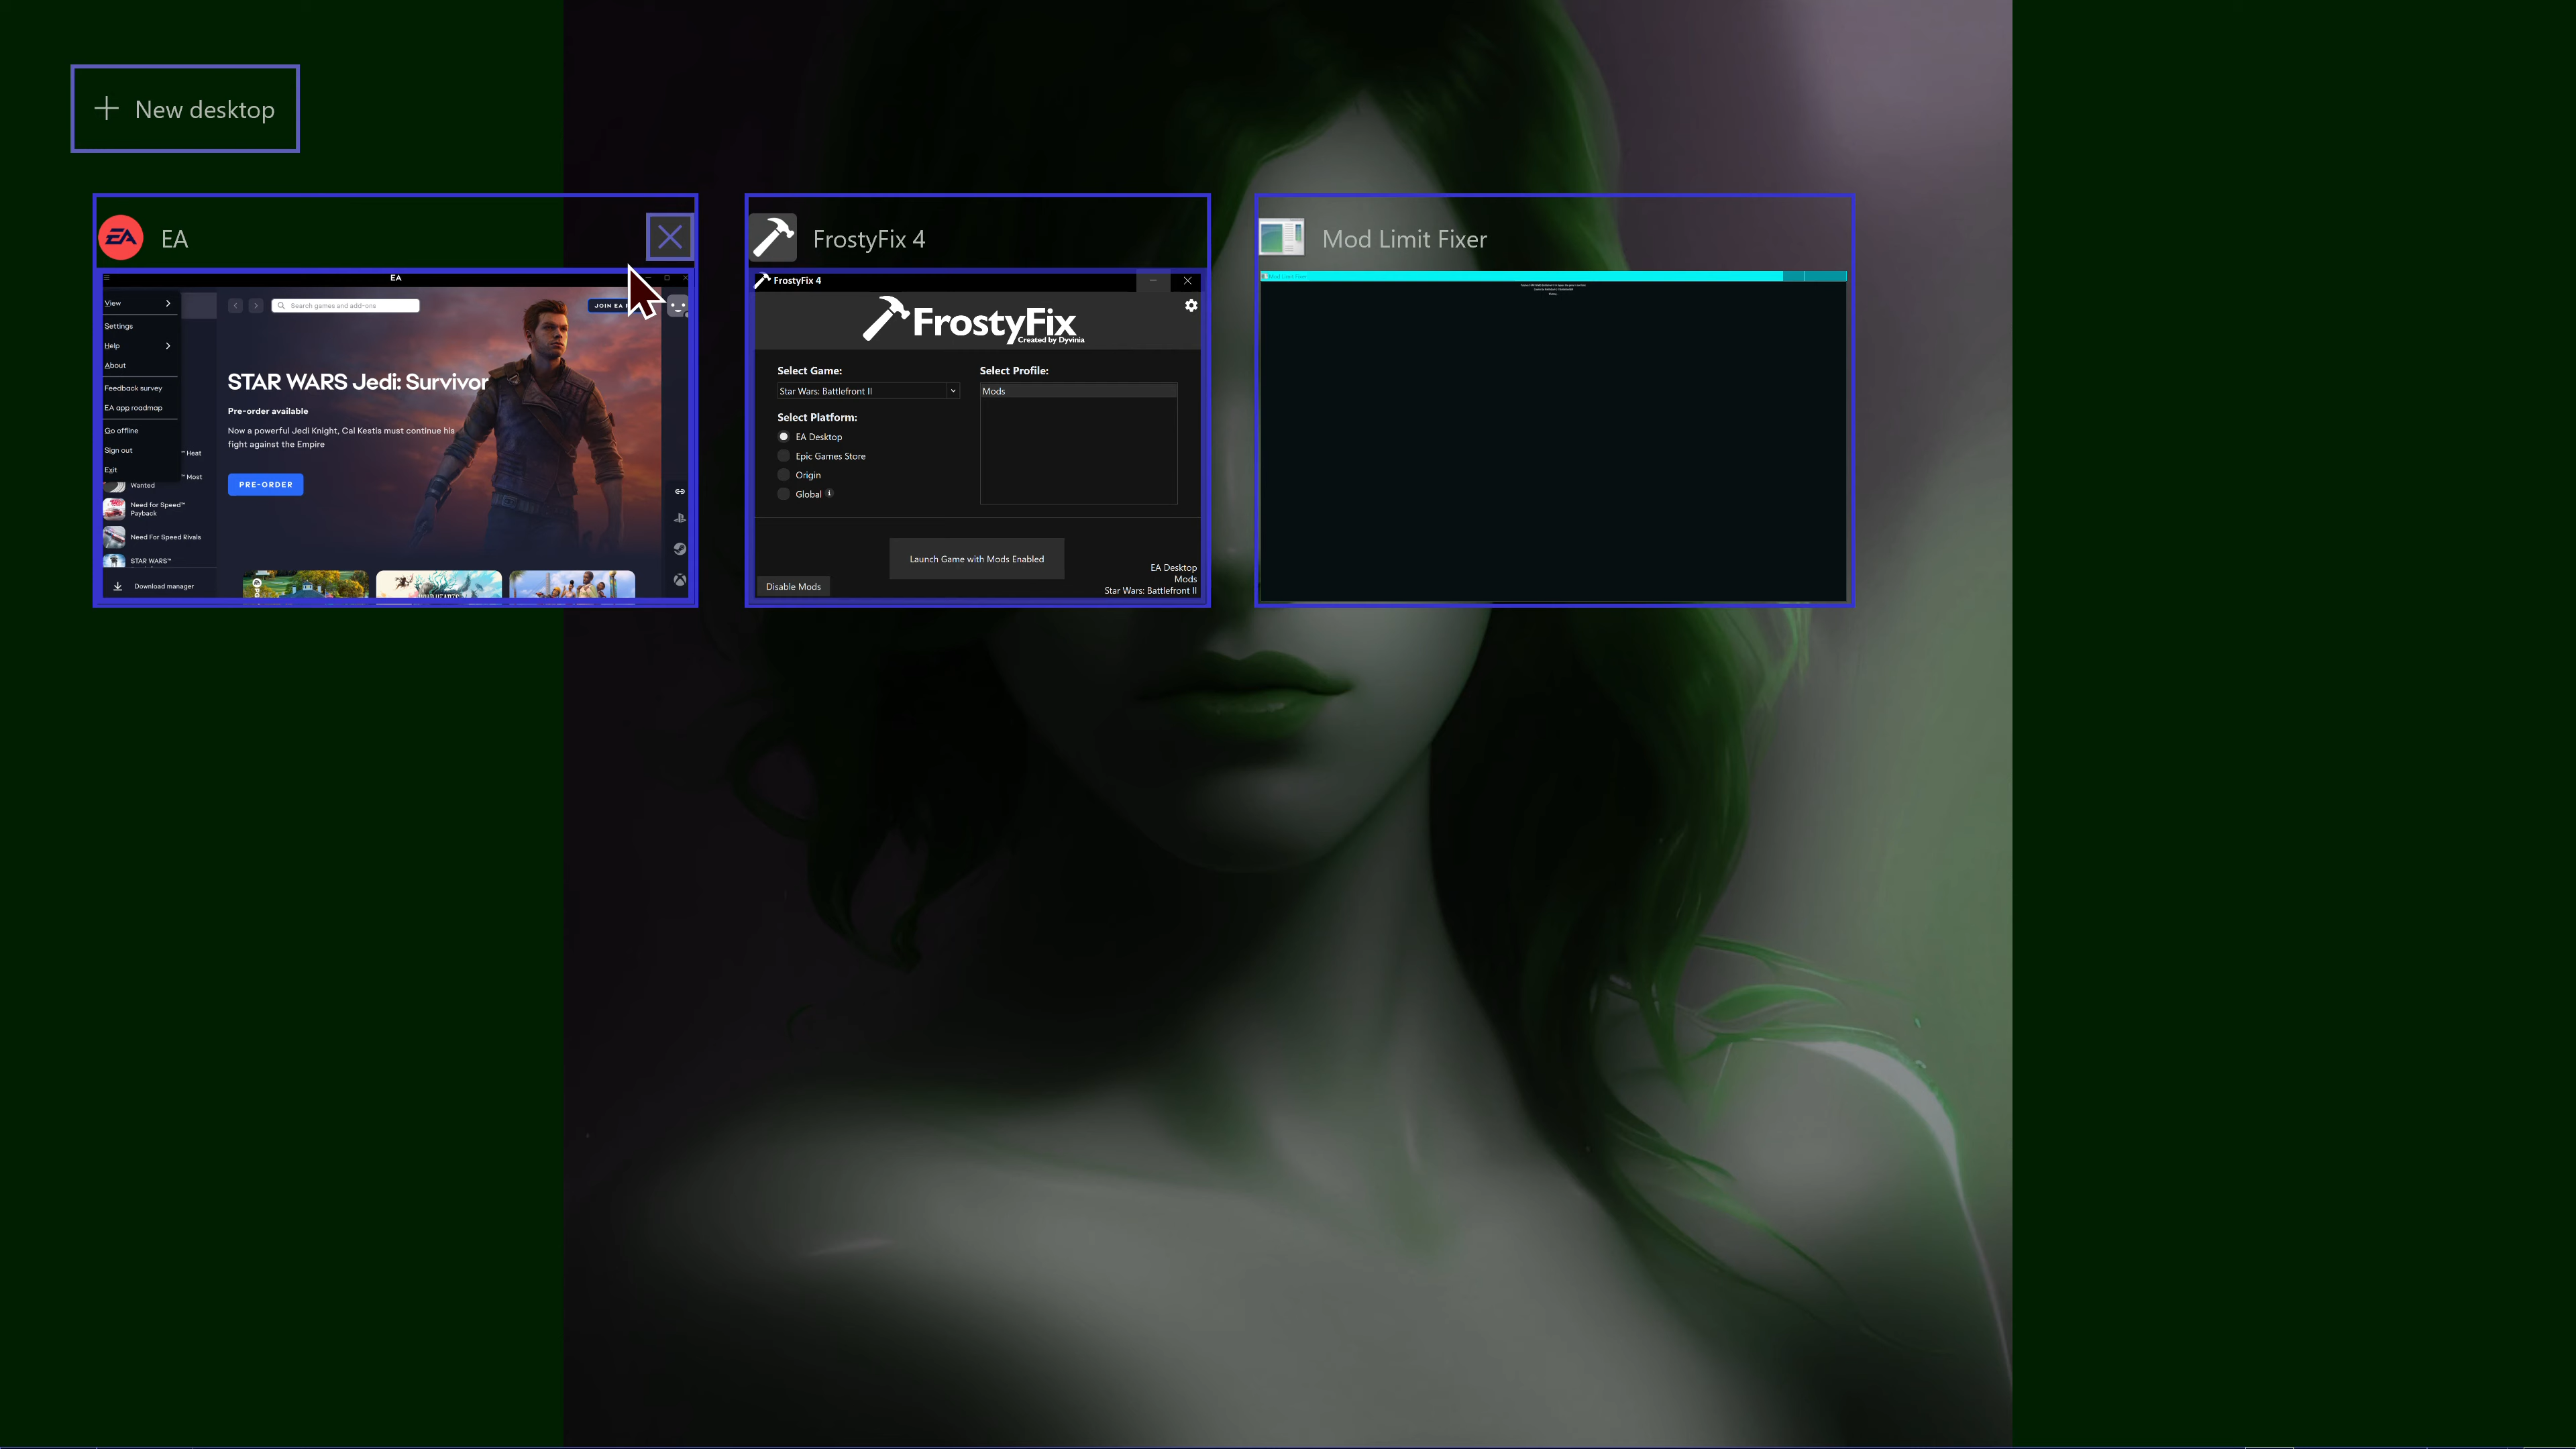 New desktop
EA
EA
View
Settings
Help
About
Feedback survey
EA app roadmap
Go offline
Sign out
Exit
Search games and add-ons
JOIN EA
STAR WARS Jedi: Survivor
Pre-order available
Now a powerful Jedi Knight, Cal Kestis must continue his
fight against the Empire
PRE-ORDER
™ Heat
™ Most
Wanted
Need for Speed™
Payback
Need For Speed Rivals
STAR WARS™
Download manager
FrostyFix 4
FrostyFix 4
FrostyFix
Created by Dyvinia
Select Game:
Star Wars: Battlefront II
Select Platform:
EA Desktop
Epic Games Store
Origin
Global
Select Profile:
Mods
Launch Game with Mods Enabled
Disable Mods
EA Desktop
Mods
Star Wars: Battlefront II
Mod Limit Fixer
Mod Limit Fixer